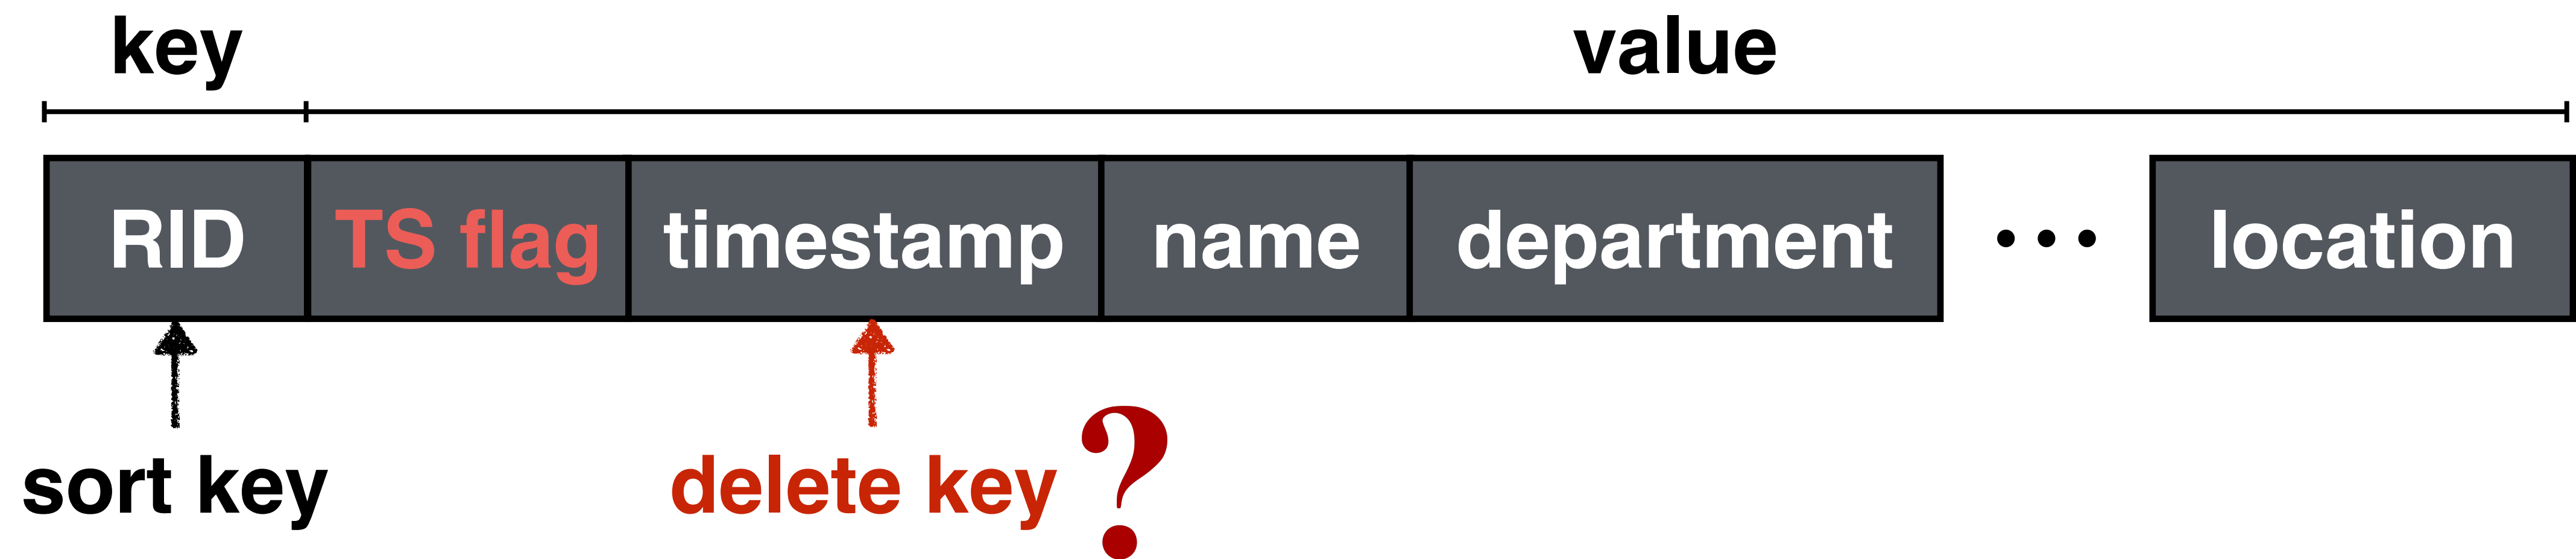 key value
RID TS flag timestamp name department ... location
sort key delete key ?